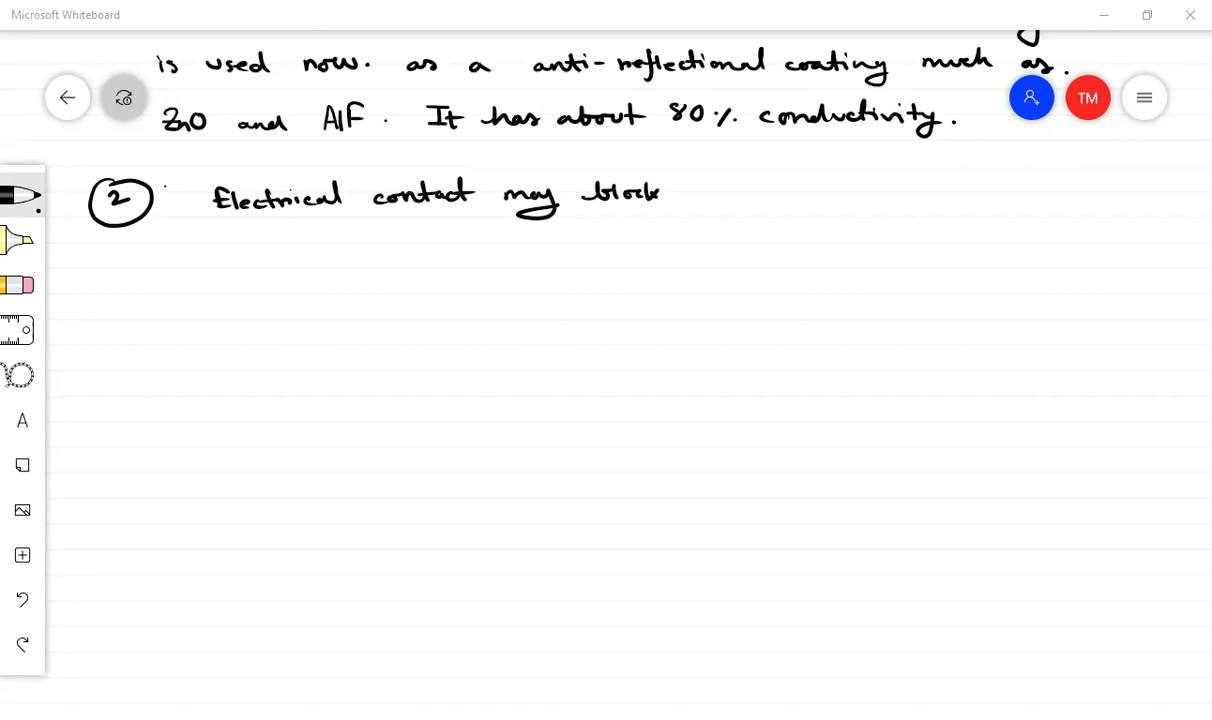 Microsoft Whiteboard
is used now. as a anti-reflectional coating much as.
ZnO and AlF. It has about 80% conductivity.
TM
2 Electrical contact may block
A